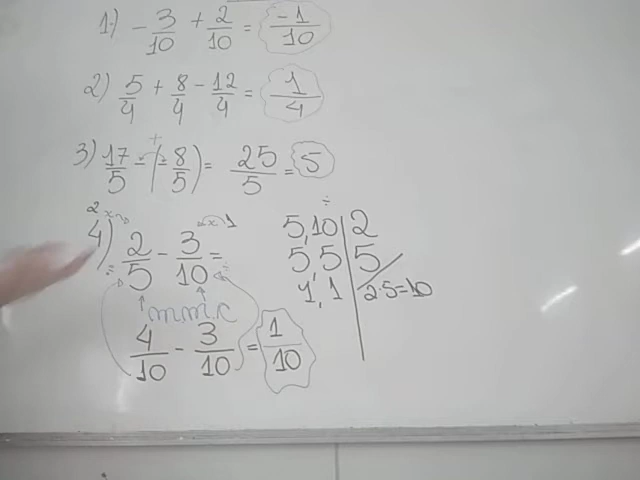 1) -3/10 + 2/10 = -1/10
2) 5/4 + 8/4 - 12/4 = 1/4
3) 17/5 - (- 8/5) = 25/5 = 5
+
2 x
x 1
4) 2/5 - 3/10 =
÷ ÷
mmc
4/10 - 3/10 = 1/10
÷
5, 10 | 2
5, 5 | 5
1, 1 | 2·5=10